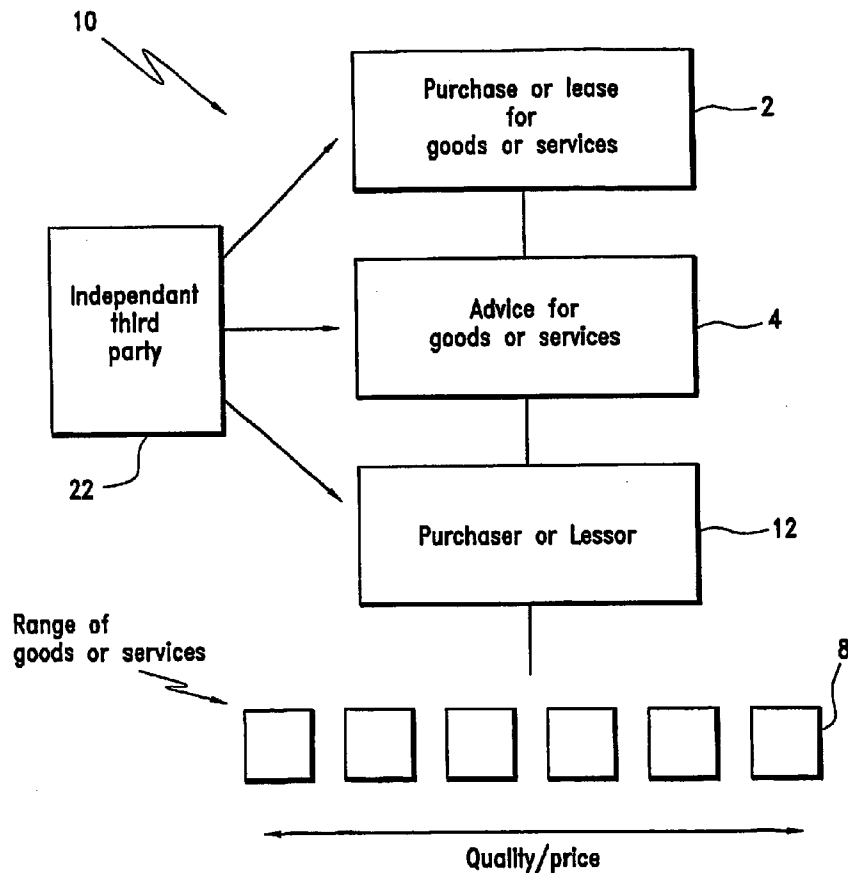 10
Purchase or lease
for
goods or services
2
Independant
third
party
22
Advice for
goods or services
4
Purchaser or Lessor
12
Range of
goods or services
8
Quality/price